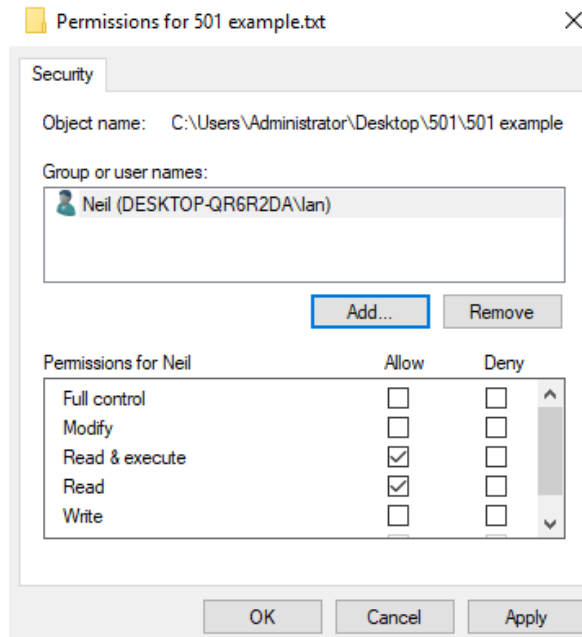 Permissions for 501 example.txt
Security
Object name: C:\Users\Administrator\Desktop\501\501 example
Group or user names:
Neil (DESKTOP-QR6R2DA\Ian)
Add... Remove
Permissions for Neil Allow Deny
Full control
Modify
Read & execute
Read
Write
OK Cancel Apply